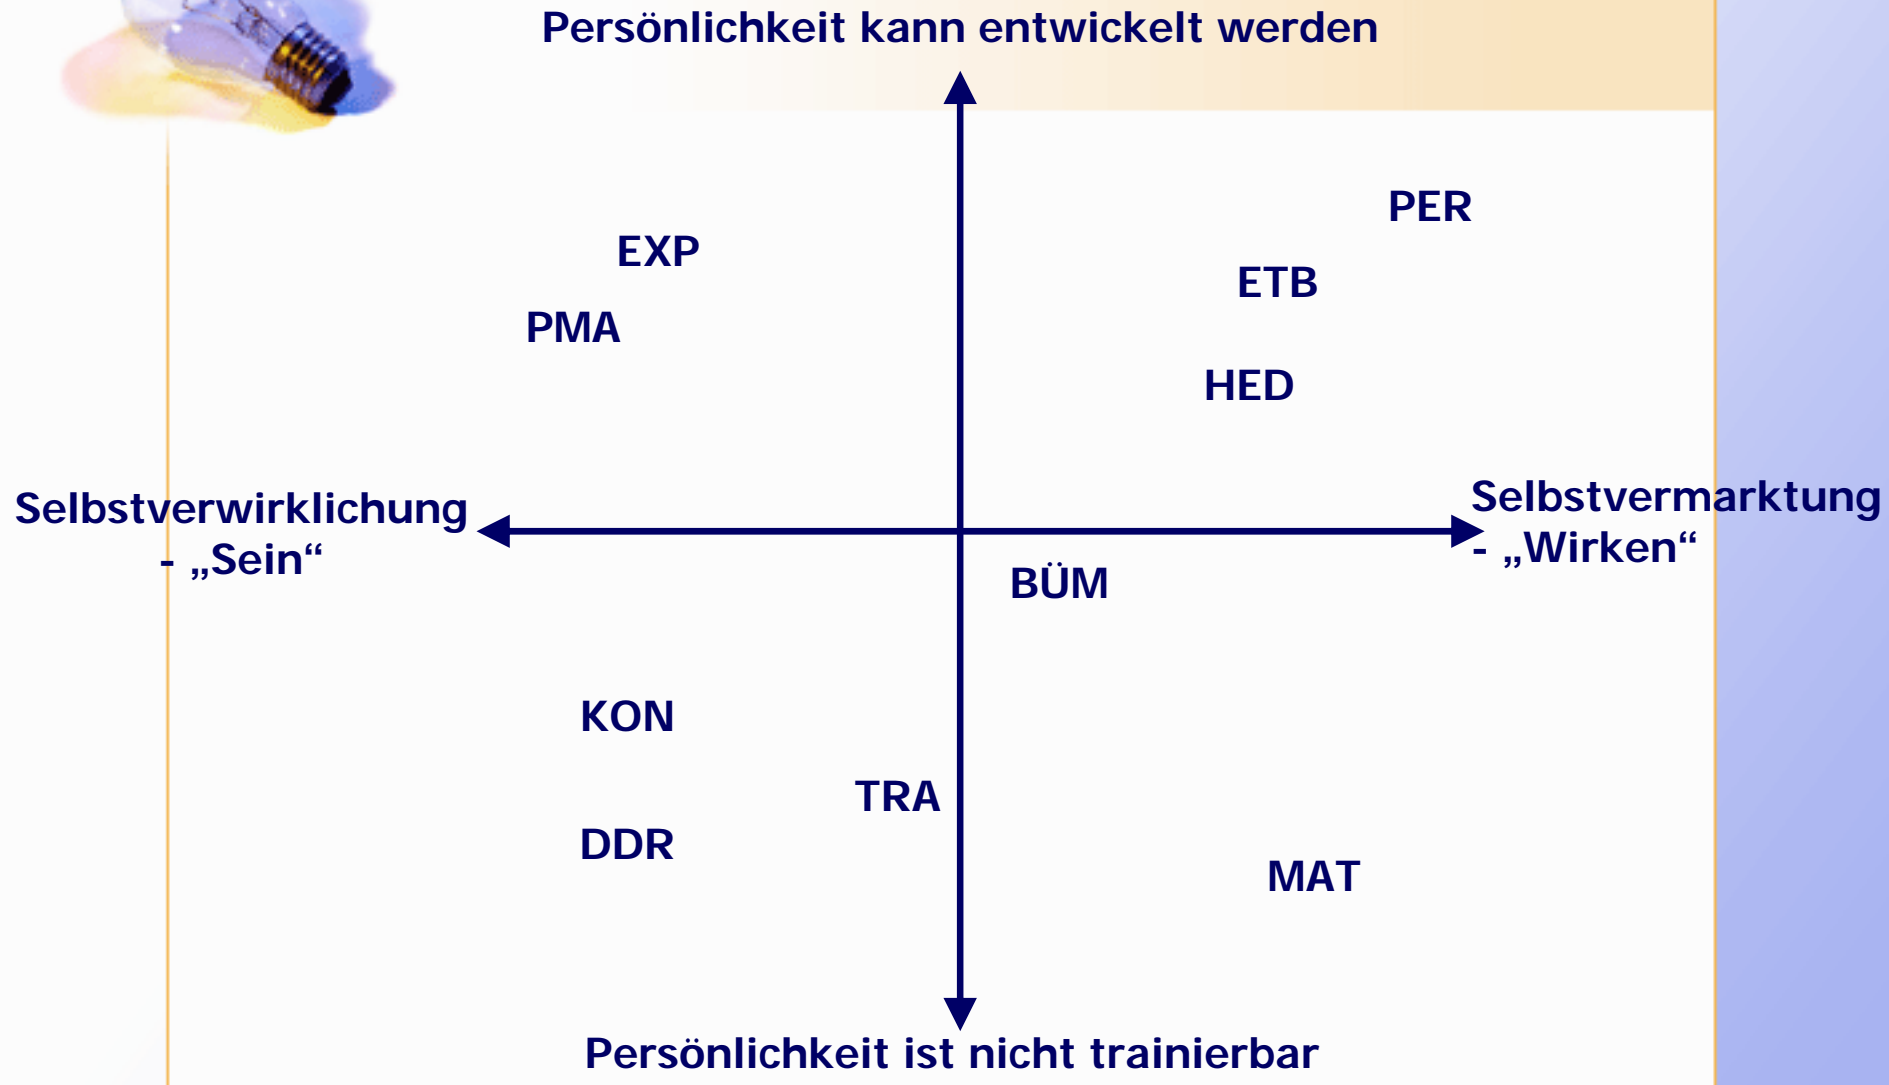 Persönlichkeit kann entwickelt werden
PER
EXP
ETB
PMA
HED
Selbstverwirklichung
- „Sein“
Selbstvermarktung
- „Wirken“
BÜM
KON
TRA
DDR
MAT
Persönlichkeit ist nicht trainierbar